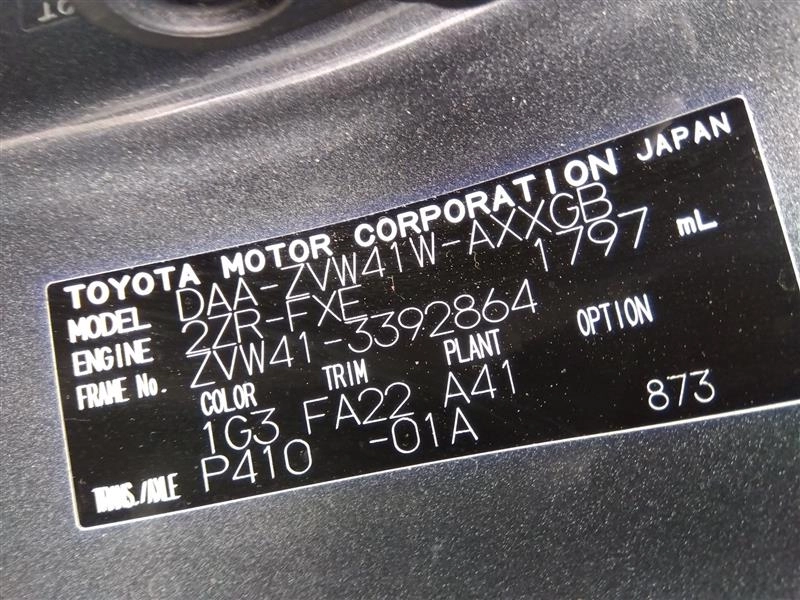 TOYOTA MOTOR CORPORATION JAPAN
MODEL DAA-ZVW41W-AXXGB
ENGINE 2ZR-FXE 1797 mL
FRAME No. ZVW41-3392864
COLOR TRIM PLANT OPTION
1G3 FA22 A41 873
TRANS./AXLE P410 -01A